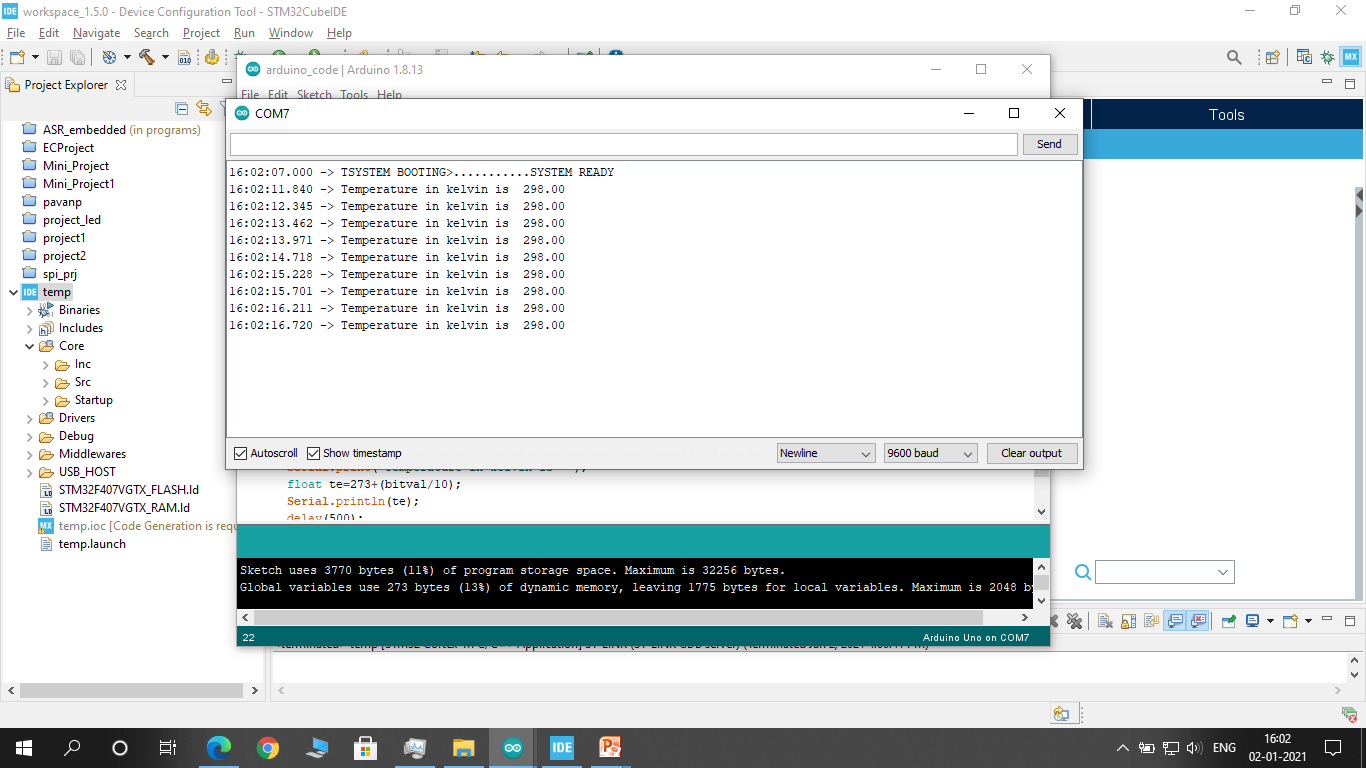 workspace_1.5.0 - Device Configuration Tool - STM32CubeIDE
File Edit Navigate Search Project Run Window Help
arduino_code | Arduino 1.8.13
File Edit Sketch Tools Help
Project Explorer
COM7
Tools
Send
ASR_embedded (in programs)
ECProject
Mini_Project
Mini_Project1
pavanp
project_led
project1
project2
spi_prj
temp
Binaries
Includes
Core
Inc
Src
Startup
Drivers
Debug
Middlewares
USB_HOST
STM32F407VGTX_FLASH.ld
STM32F407VGTX_RAM.ld
temp.ioc [Code Generation is requ
temp.launch
16:02:07.000 -> TSYSTEM BOOTING>...........SYSTEM READY
16:02:11.840 -> Temperature in kelvin is  298.00
16:02:12.345 -> Temperature in kelvin is  298.00
16:02:13.462 -> Temperature in kelvin is  298.00
16:02:13.971 -> Temperature in kelvin is  298.00
16:02:14.718 -> Temperature in kelvin is  298.00
16:02:15.228 -> Temperature in kelvin is  298.00
16:02:15.701 -> Temperature in kelvin is  298.00
16:02:16.211 -> Temperature in kelvin is  298.00
16:02:16.720 -> Temperature in kelvin is  298.00
Autoscroll Show timestamp Newline 9600 baud Clear output
float te=273+(bitval/10);
Serial.println(te);
delay(500);
Sketch uses 3770 bytes (11%) of program storage space. Maximum is 32256 bytes.
Global variables use 273 bytes (13%) of dynamic memory, leaving 1775 bytes for local variables. Maximum is 2048 by
22 Arduino Uno on COM7
ENG
16:02
02-01-2021